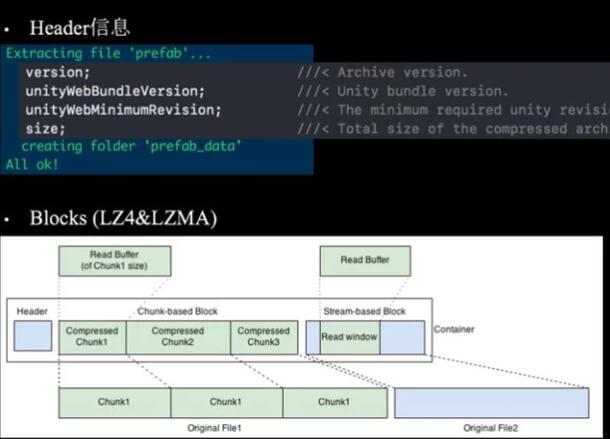 • Header信息
Extracting file 'prefab'...
version; ///< Archive version.
unityWebBundleVersion; ///< Unity bundle version.
unityWebMinimumRevision; ///< The minimum required unity revisi
size; ///< Total size of the compressed arch
creating folder 'prefab_data'
All ok!
• Blocks (LZ4&LZMA)
Read Buffer
(of Chunk1 size)
Read Buffer
Header
Chunk-based Block
Stream-based Block
Container
Compressed
Chunk1
Compressed
Chunk2
Compressed
Chunk3
Read window
Chunk1
Chunk1
Chunk1
Original File1
Original File2